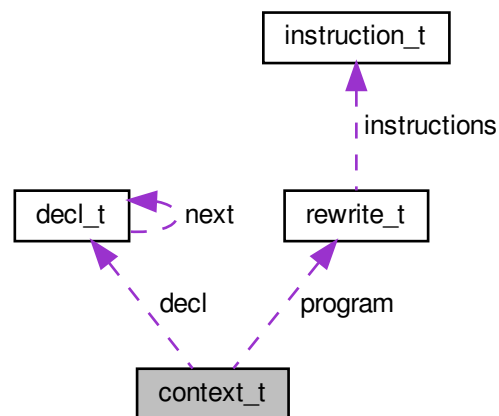 instruction_t
instructions
decl_t
next
rewrite_t
decl
program
context_t